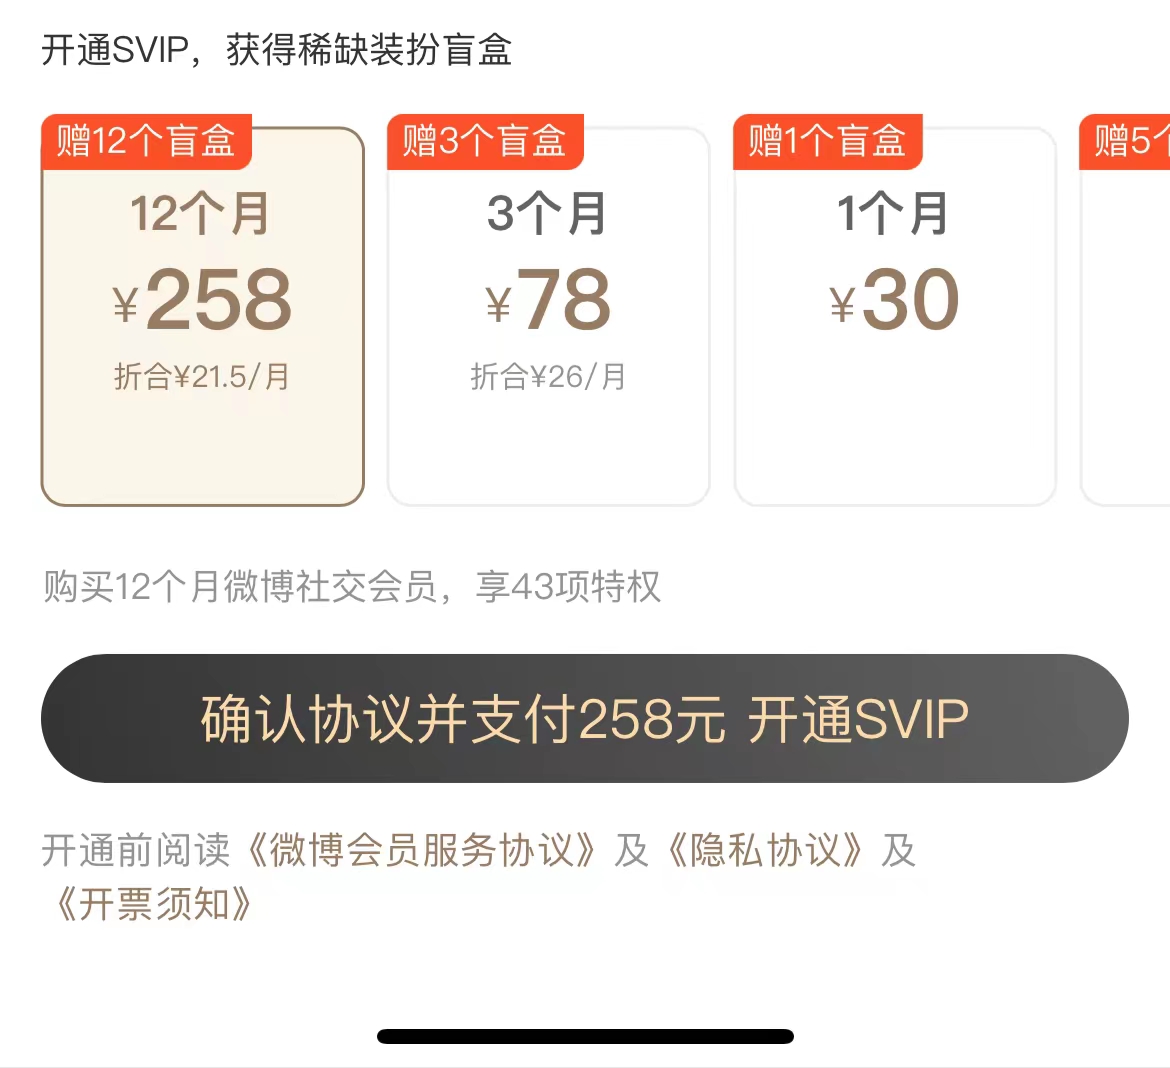 开通SVIP，获得稀缺装扮盲盒
赠12个盲盒
12个月
¥258
折合¥21.5/月
赠3个盲盒
3个月
¥78
折合¥26/月
赠1个盲盒
1个月
¥30
赠5个
购买12个月微博社交会员，享43项特权
确认协议并支付258元 开通SVIP
开通前阅读《微博会员服务协议》及《隐私协议》及
《开票须知》